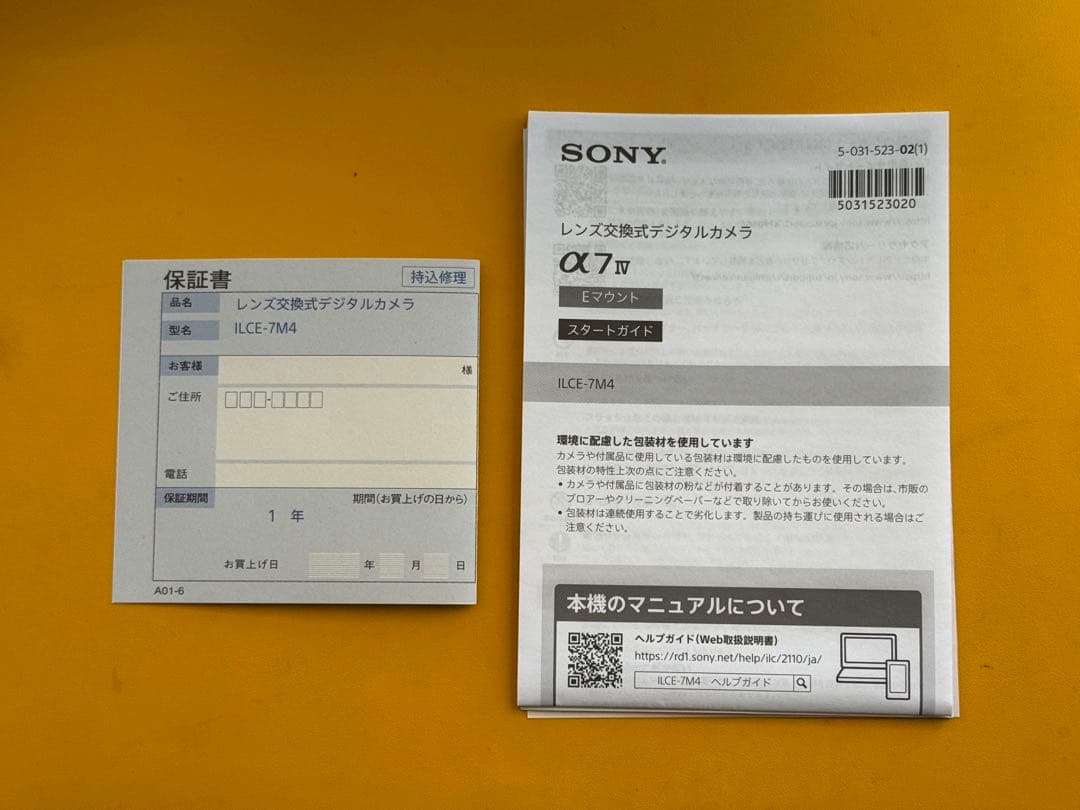 保証書
持込修理
品名 レンズ交換式デジタルカメラ
型名 ILCE-7M4
お客様 様
ご住所
電話
保証期間 期間(お買上げの日から)
1 年
お買上げ日 年 月 日
A01-6
SONY
5-031-523-02(1)
5031523020
レンズ交換式デジタルカメラ
α7IV
Eマウント
スタートガイド
ILCE-7M4
環境に配慮した包装材を使用しています
カメラや付属品に使用している包装材は環境に配慮したものを使用しています。
包装材の特性上次の点にご注意ください。
• カメラや付属品に包装材の粉などが付着することがあります。その場合は、市販の
ブロアーやクリーニングペーパーなどで取り除いてからお使いください。
• 包装材は連続使用することで劣化します。製品の持ち運びに使用される場合はご
注意ください。
本機のマニュアルについて
ヘルプガイド(Web取扱説明書)
https://rd1.sony.net/help/ilc/2110/ja/
ILCE-7M4 ヘルプガイド